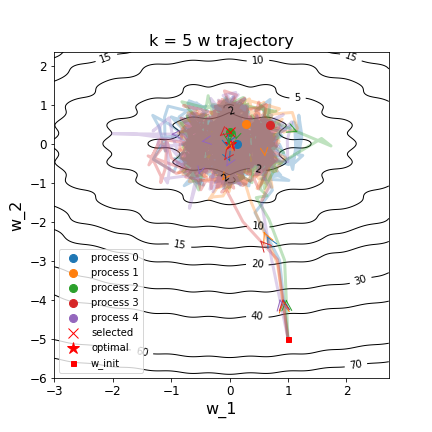 k = 5 w trajectory
15
10
15
5
2
2
2
10
15
20
30
40
60
70
2
1
0
−1
−2
−3
−4
−5
−6
w_2
process 0
process 1
process 2
process 3
process 4
selected
optimal
w_init
−3
−2
−1
0
1
2
w_1